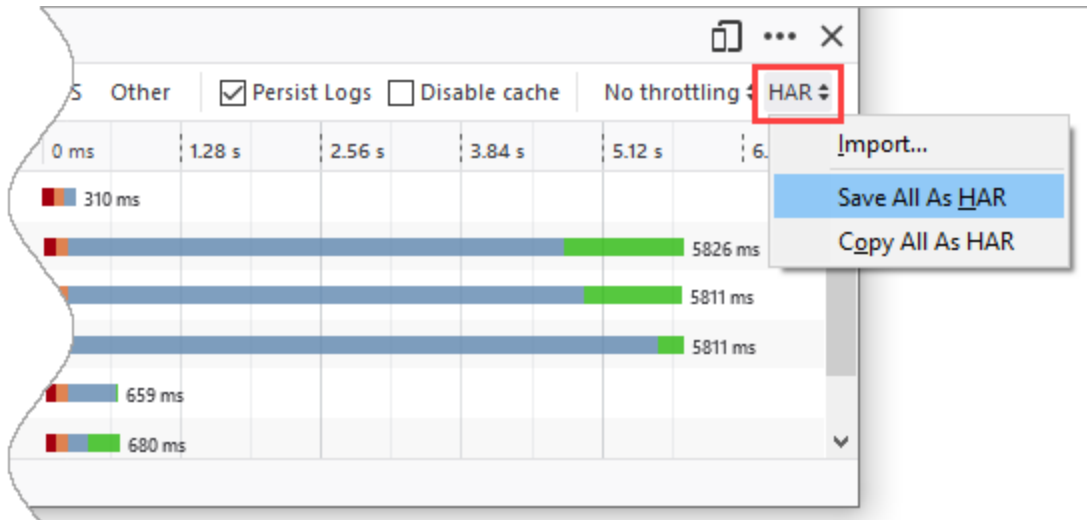 S Other Persist Logs Disable cache No throttling HAR
0 ms 1.28 s 2.56 s 3.84 s 5.12 s 6.
Import...
310 ms
Save All As HAR
Copy All As HAR
5826 ms
5811 ms
5811 ms
659 ms
680 ms